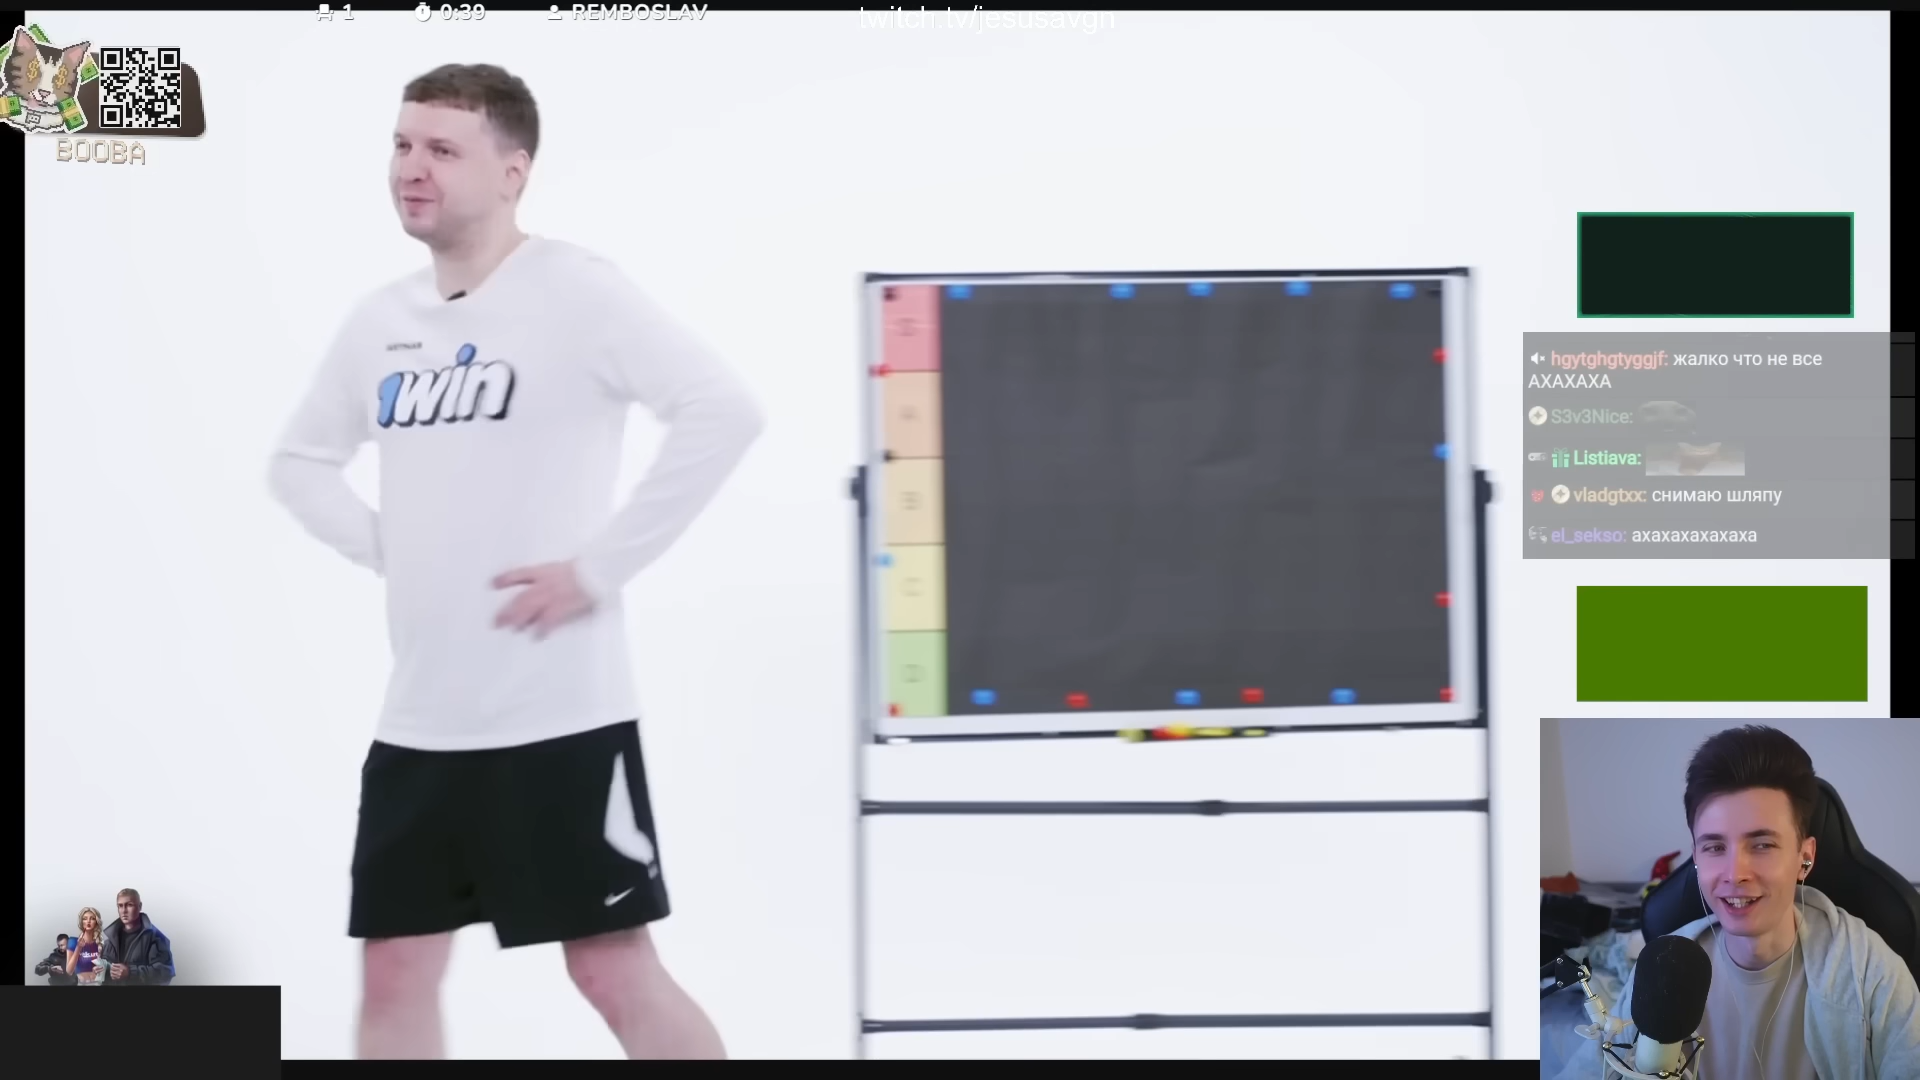 1
0:39
REMBOSLAV
twitch.tv/jesusavgn
BOOBA
1win
hgytghgtyggjf: жалко что не все
АХАХАХА
S3v3Nice:
Listiava:
vladgtxx: снимаю шляпу
el_sekso: ахахахахахаха